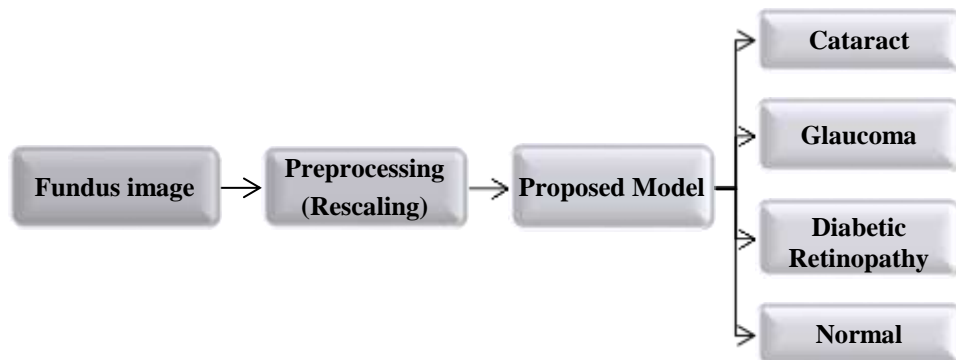 Fundus image
Preprocessing
(Rescaling)
Proposed Model
Cataract
Glaucoma
Diabetic
Retinopathy
Normal